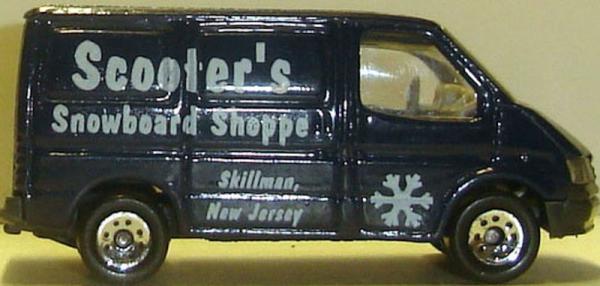 Scooter's
Snowboard Shoppe
Skillman,
New Jersey